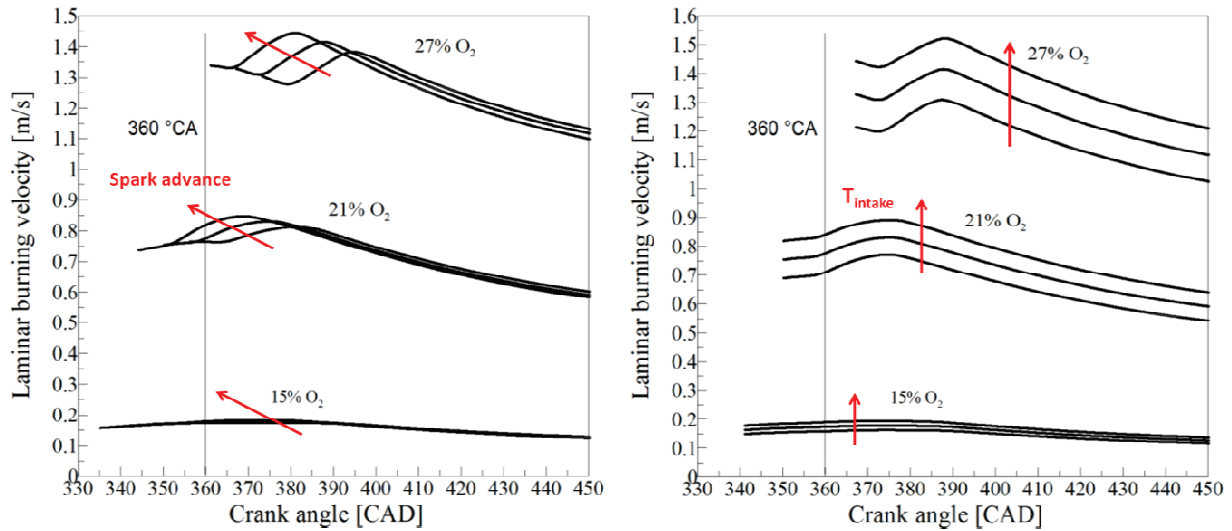 1.5
1.4
1.3
1.2
1.1
1
0.9
0.8
0.7
0.6
0.5
0.4
0.3
0.2
0.1
0
Laminar burning velocity [m/s]
27% O2
360 °CA
Spark advance
21% O2
15% O2
330 340 350 360 370 380 390 400 410 420 430 440 450
Crank angle [CAD]
1.6
1.5
1.4
1.3
1.2
1.1
1
0.9
0.8
0.7
0.6
0.5
0.4
0.3
0.2
0.1
0
Laminar burning velocity [m/s]
27% O2
360 °CA
Tintake
21% O2
15% O2
330 340 350 360 370 380 390 400 410 420 430 440 450
Crank angle [CAD]